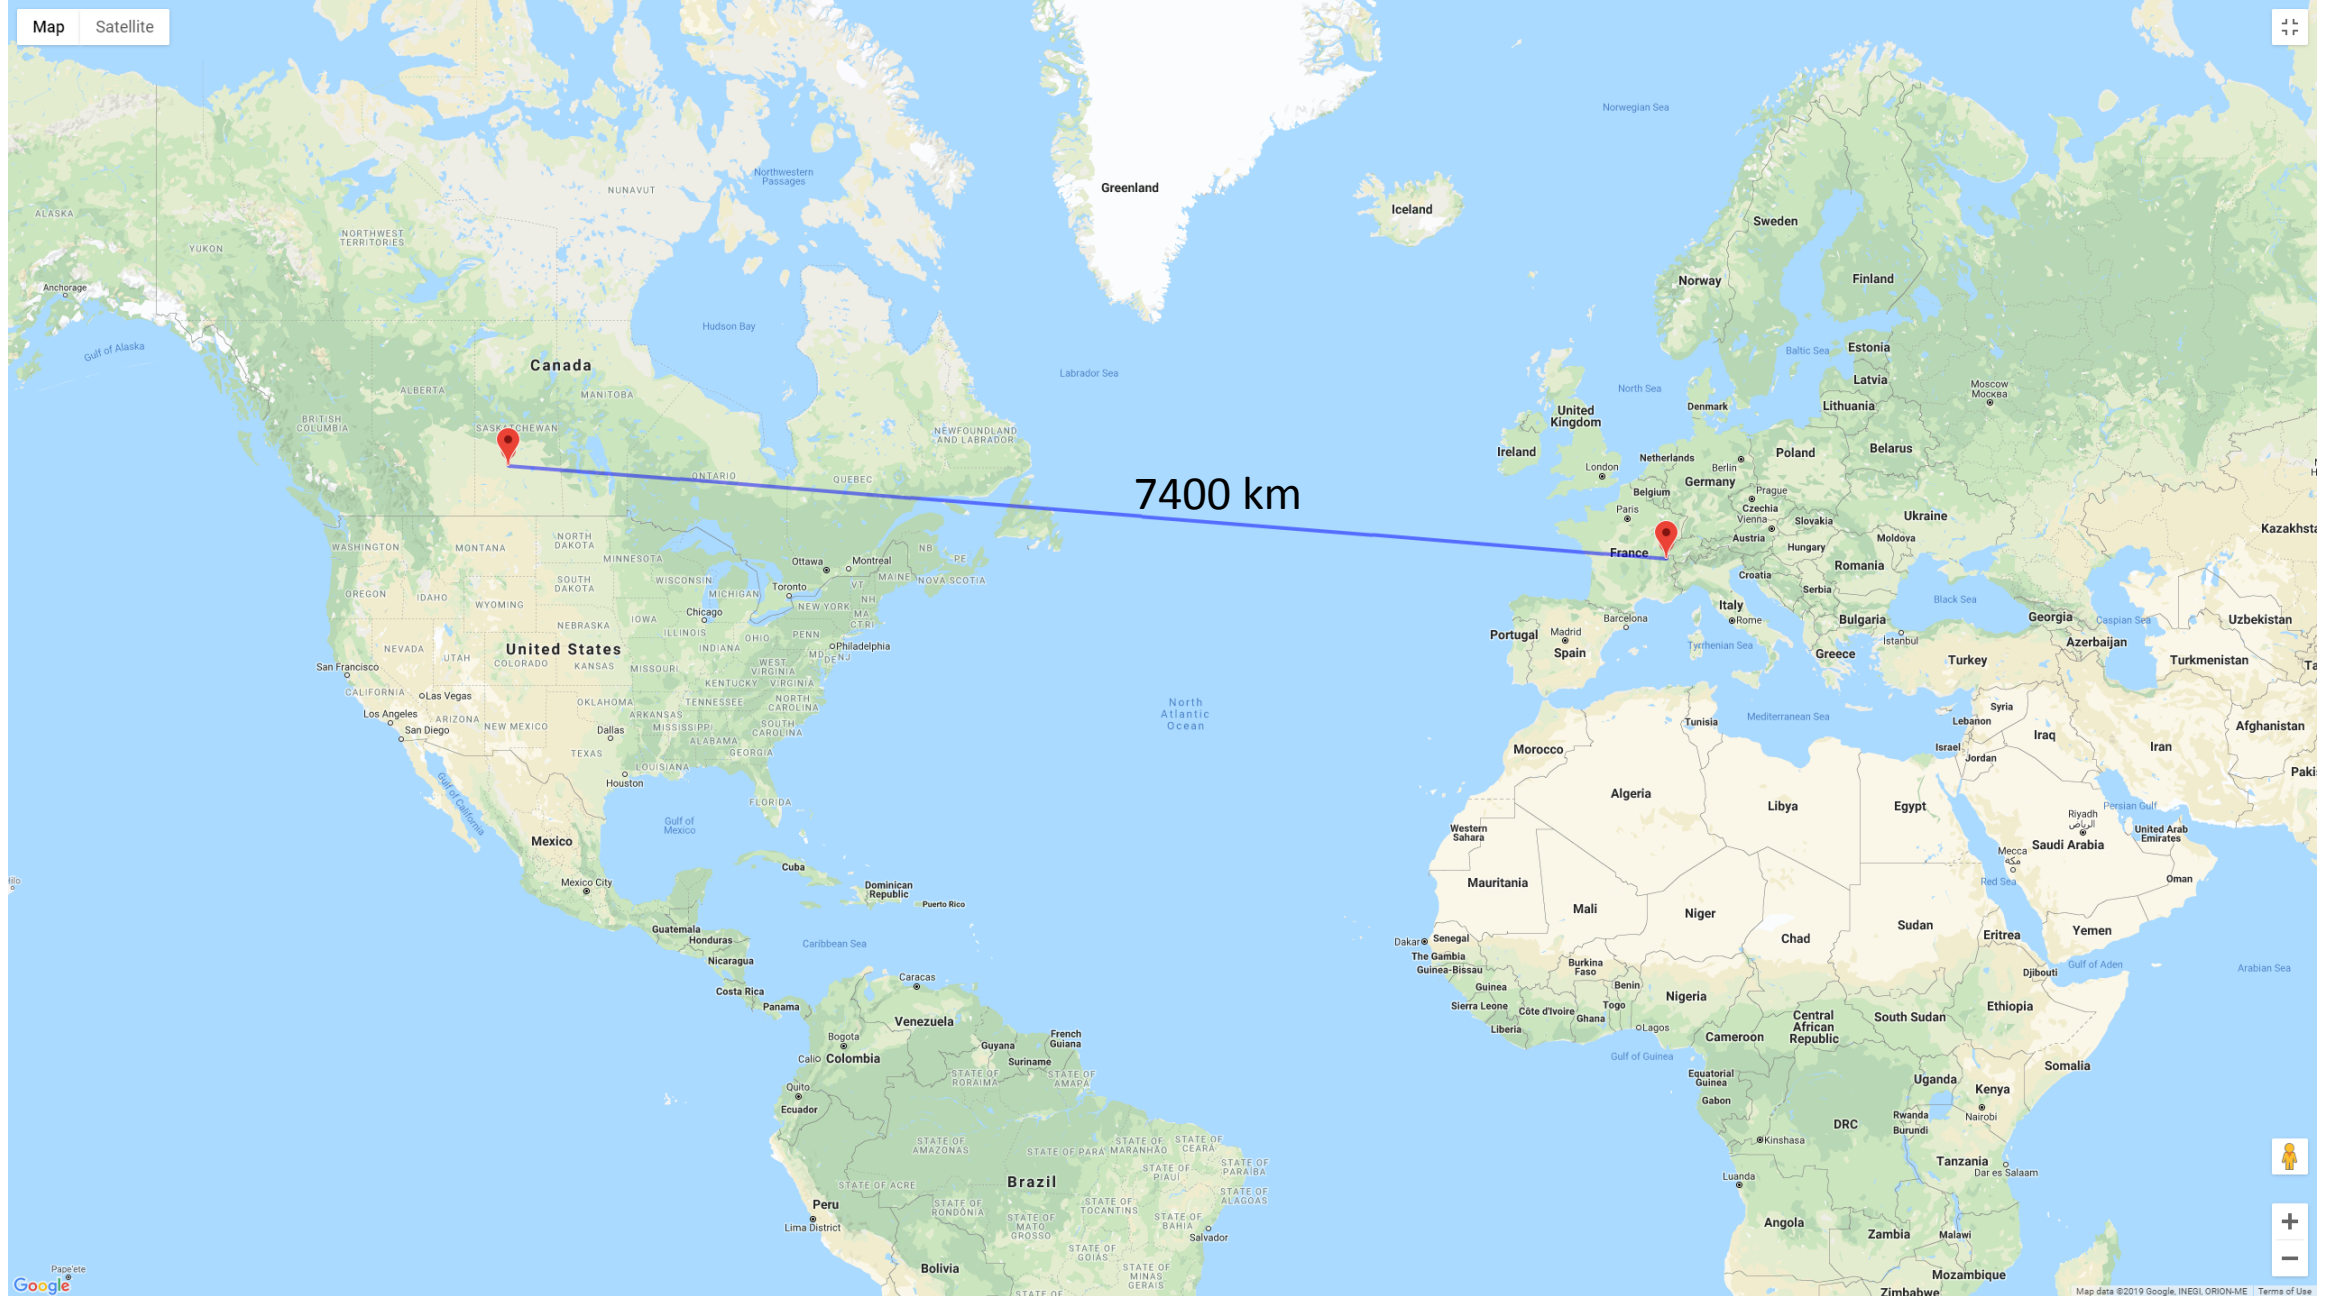 Map
Satellite
Norwegian Sea
Northwestern
Passages
Greenland
NUNAVUT
Iceland
ALASKA
Sweden
NORTHWEST
TERRITORIES
YUKON
Finland
Norway
Anchorage
Hudson Bay
Gulf of Alaska
Estonia
Baltic Sea
Canada
Labrador Sea
Latvia
ALBERTA
North Sea
Moscow
Москва
MANITOBA
Denmark
Lithuania
United
Kingdom
BRITISH
COLUMBIA
SASKATCHEWAN
NEWFOUNDLAND
AND LABRADOR
Belarus
Ireland
Poland
Netherlands
London
Berlin
ONTARIO
QUEBEC
Germany
7400 km
Belgium
Prague
Czechia
Paris
Vienna
Slovakia
Ukraine
Kazakhsta
Austria
Moldova
WASHINGTON
MONTANA
NORTH
DAKOTA
MINNESOTA
NB
PE
France
Hungary
Romania
Ottawa
Montreal
MAINE
NOVA SCOTIA
Croatia
SOUTH
DAKOTA
WISCONSIN
VT
Serbia
OREGON
IDAHO
MICHIGAN
Toronto
NH
Black Sea
WYOMING
NEW YORK
Italy
Chicago
MA
CT RI
Barcelona
Rome
Bulgaria
Georgia
Caspian Sea
Uzbekistan
NEBRASKA
IOWA
ILLINOIS
OHIO
PENN
Portugal
Madrid
Istanbul
Azerbaijan
NEVADA
UTAH
United States
INDIANA
Philadelphia
Spain
Tyrrhenian Sea
Greece
Turkey
Turkmenistan
MD
DE
NJ
San Francisco
COLORADO
KANSAS
MISSOURI
WEST
VIRGINIA
Ta
CALIFORNIA
Las Vegas
KENTUCKY
VIRGINIA
OKLAHOMA
TENNESSEE
NORTH
CAROLINA
North
Atlantic
Ocean
Syria
Los Angeles
ARIZONA
NEW MEXICO
ARKANSAS
MISSISSIPPI
SOUTH
CAROLINA
Tunisia
Mediterranean Sea
Lebanon
Afghanistan
San Diego
Dallas
ALABAMA
Iraq
Israel
Iran
TEXAS
GEORGIA
Morocco
Jordan
LOUISIANA
Pakis
Houston
Gulf of California
FLORIDA
Algeria
Libya
Egypt
Persian Gulf
Gulf of
Mexico
Western
Sahara
Riyadh
الرياض
United Arab
Emirates
Mexico
Saudi Arabia
Mecca
مكة
Cuba
Hilo
Mexico City
Dominican
Republic
Mauritania
Red Sea
Oman
Puerto Rico
Mali
Niger
Guatemala
Sudan
Yemen
Honduras
Caribbean Sea
Dakar
Senegal
Chad
Eritrea
The Gambia
Nicaragua
Guinea-Bissau
Burkina
Faso
Gulf of Aden
Arabian Sea
Djibouti
Caracas
Costa Rica
Guinea
Benin
Nigeria
Panama
Sierra Leone
Côte d'Ivoire
Togo
Ghana
Ethiopia
Venezuela
Liberia
Lagos
Central
African
Republic
South Sudan
Bogota
French
Guiana
Cameroon
Guyana
Cali
Colombia
Suriname
Gulf of Guinea
Somalia
STATE OF
RORAIMA
STATE OF
AMAPÁ
Equatorial
Guinea
Uganda
Quito
Kenya
Ecuador
Gabon
Rwanda
Nairobi
DRC
Burundi
STATE OF
AMAZONAS
STATE OF PARÁ
STATE OF
MARANHÃO
STATE OF
CEARÁ
Kinshasa
STATE OF
PIAUÍ
STATE OF
PARAÍBA
Tanzania
Dar es Salaam
Brazil
STATE OF ACRE
STATE OF
ALAGOAS
Luanda
Peru
STATE OF
RONDÔNIA
STATE OF
TOCANTINS
Lima District
STATE OF
MATO
GROSSO
STATE OF
BAHIA
Salvador
Angola
Zambia
Malawi
STATE OF
GOIÁS
Pape'ete
Bolivia
STATE OF
MINAS
GERAIS
Mozambique
Google
STATE OF
Zimbabwe
Map data ©2019 Google, INEGI, ORION-ME
Terms of Use